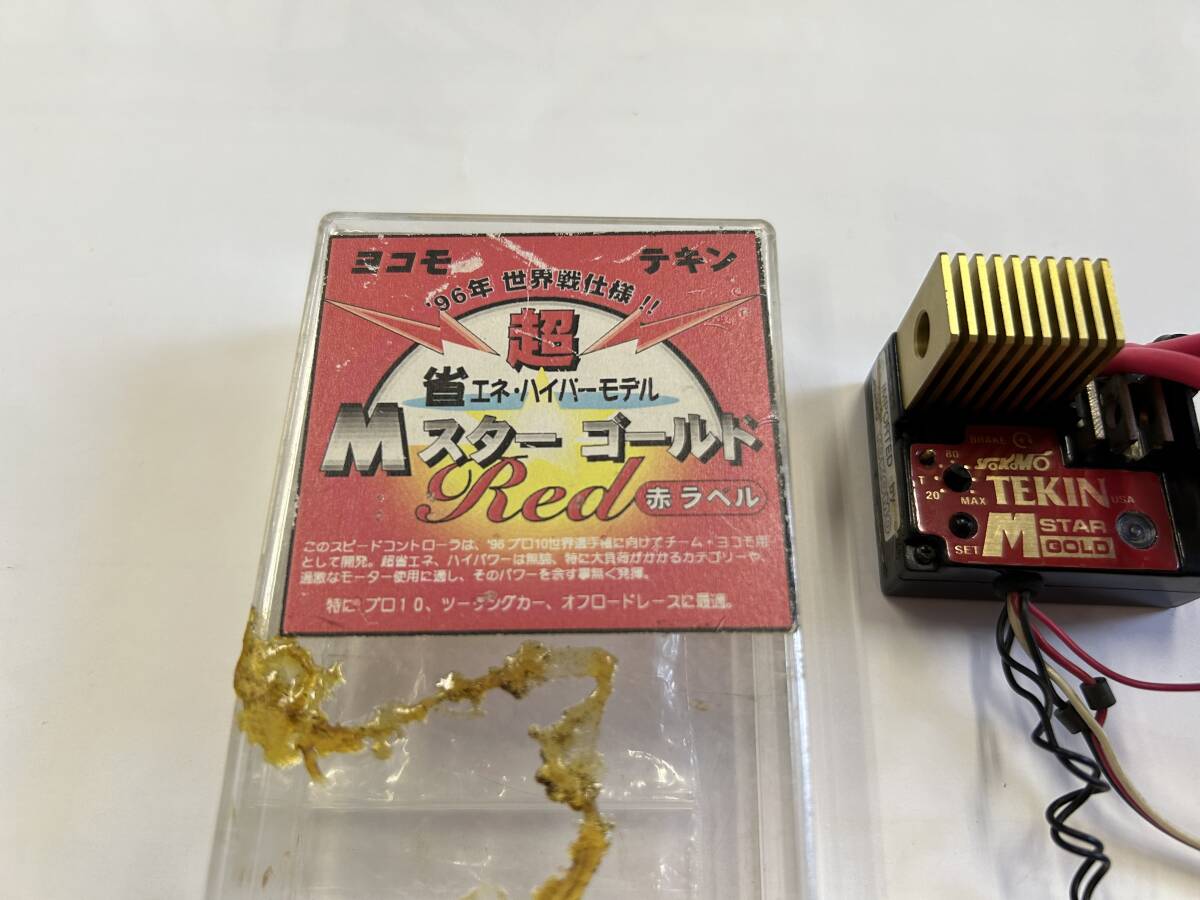 ヨコモ テキン
'96年 世界戦仕様!!
超
省エネ・ハイパーモデル
M スター ゴールド
Red 赤 ラベル
このスピードコントローラは、'96プロ10世界選手権に向けてチーム・ヨコモ用
として開発。超省エネ、ハイパワーは無論、特に大負荷がかかるカテゴリーや、
過激なモーター使用に適し、そのパワーを余す事無く発揮。
特に プロ10、ツーリングカー、オフロードレースに最適。
IMPORTED
BRAKE
80
YOKOMO
T
20
MAX
TEKIN USA
SET
M STAR
GOLD